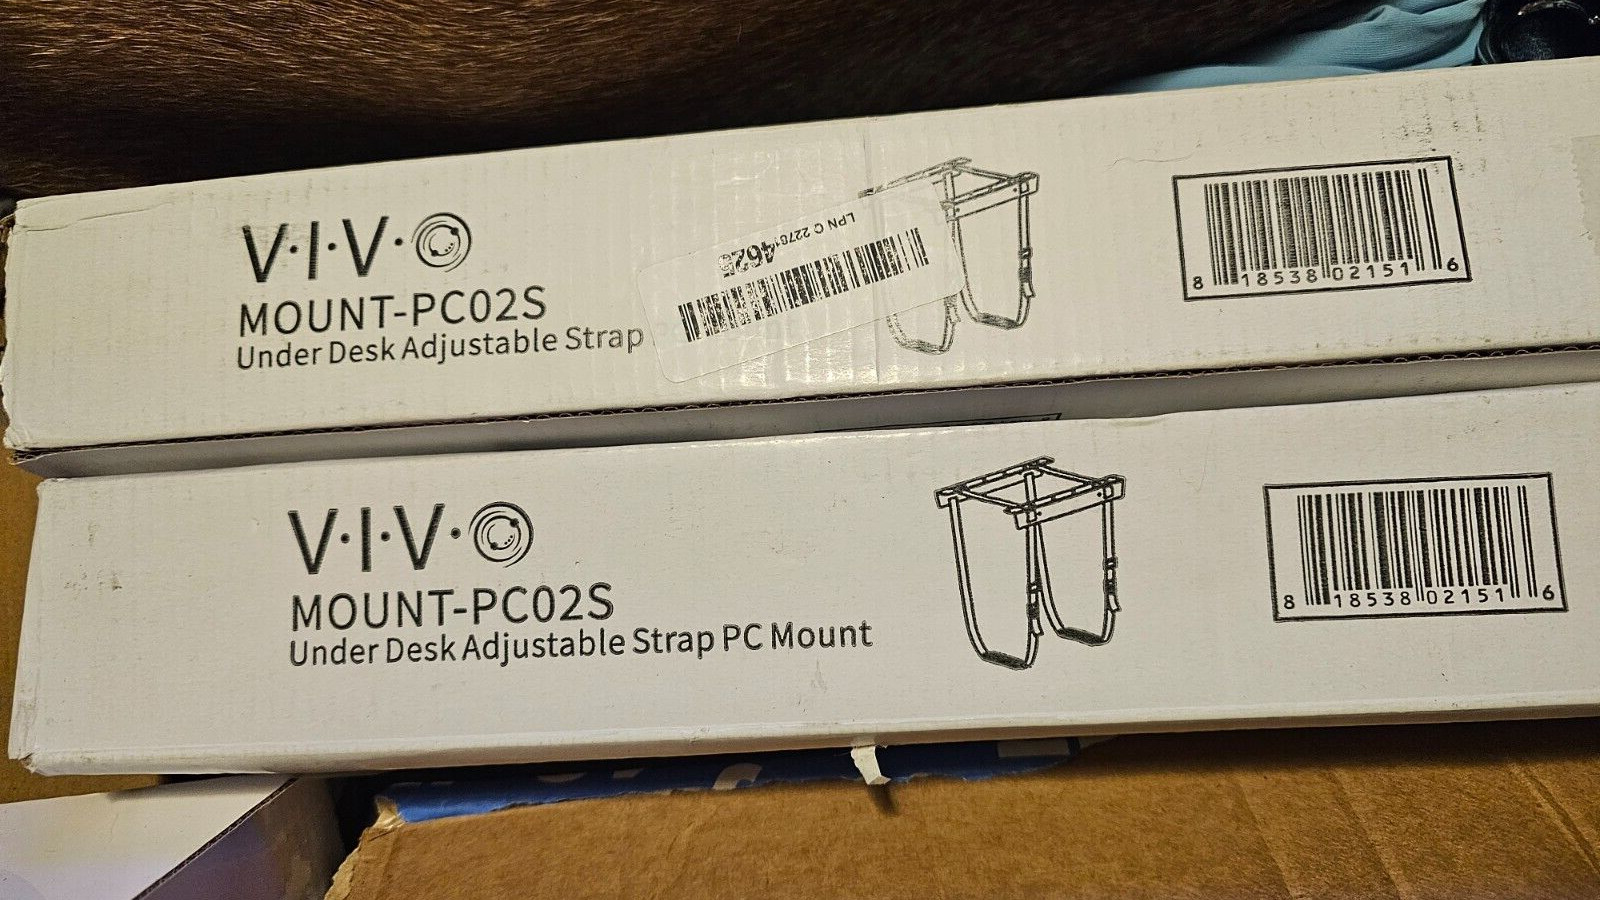 V·I·V·O
MOUNT-PC02S
Under Desk Adjustable Strap
LPN C 2278
4625
8 18538 02151 6
V·I·V·O
MOUNT-PC02S
Under Desk Adjustable Strap PC Mount
8 18538 02151 6